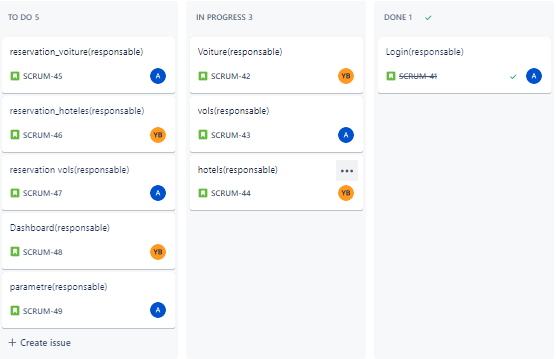 TO DO 5
reservation_voiture(responsable)
SCRUM-45
A
reservation_hoteles(responsable)
SCRUM-46
YB
reservation vols(responsable)
SCRUM-47
A
Dashboard(responsable)
SCRUM-48
YB
parametre(responsable)
SCRUM-49
A
+ Create issue
IN PROGRESS 3
Voiture(responsable)
SCRUM-42
YB
vols(responsable)
SCRUM-43
A
hotels(responsable)
SCRUM-44
YB
DONE 1
Login(responsable)
SCRUM-41
A